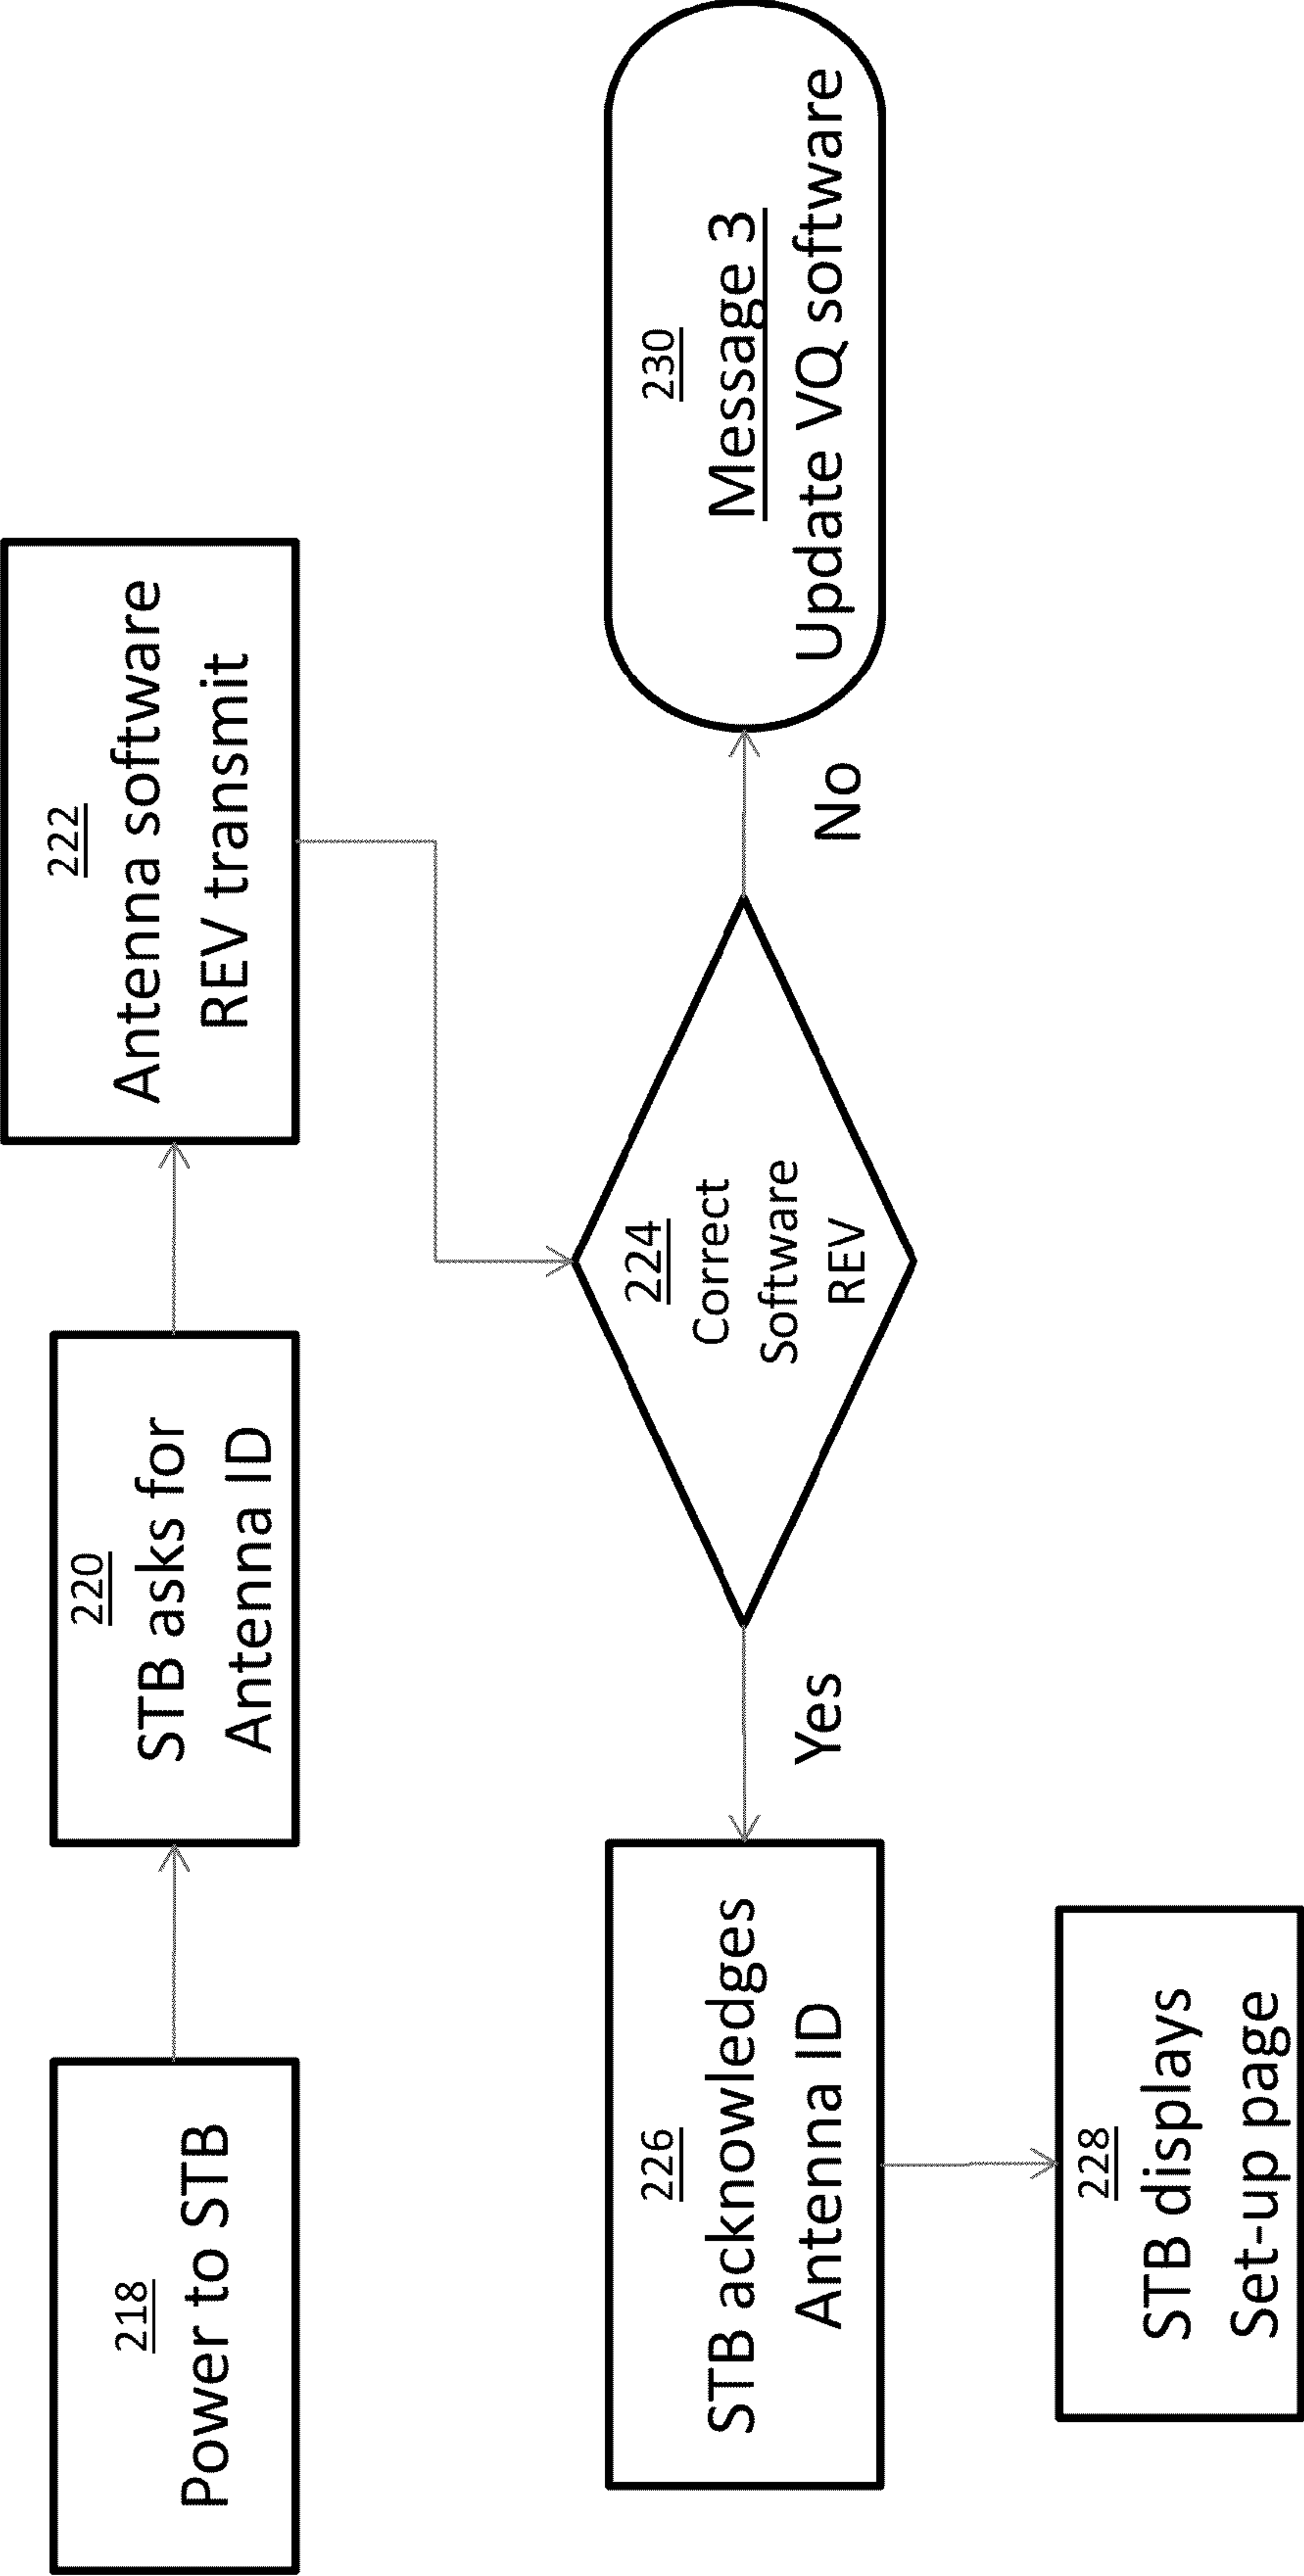 218
Power to STB
220
STB asks for
Antenna ID
222
Antenna software
REV transmit
224
Correct
Software
REV
Yes
No
226
STB acknowledges
Antenna ID
230
Message 3
Update VQ software
228
STB displays
Set-up page